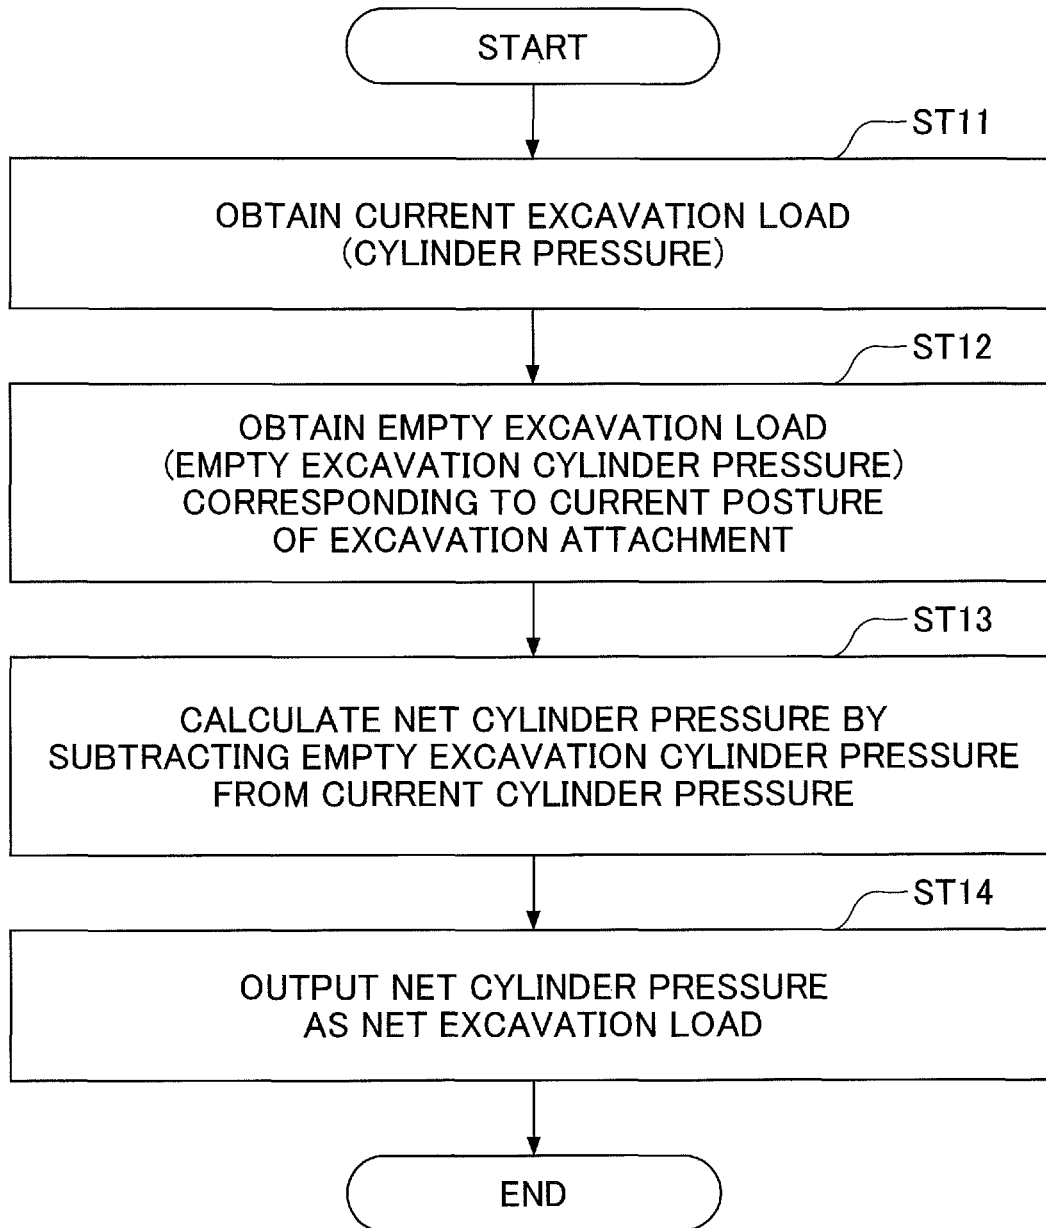 START
ST11
OBTAIN CURRENT EXCAVATION LOAD
(CYLINDER PRESSURE)
ST12
OBTAIN EMPTY EXCAVATION LOAD
(EMPTY EXCAVATION CYLINDER PRESSURE)
CORRESPONDING TO CURRENT POSTURE
OF EXCAVATION ATTACHMENT
ST13
CALCULATE NET CYLINDER PRESSURE BY
SUBTRACTING EMPTY EXCAVATION CYLINDER PRESSURE
FROM CURRENT CYLINDER PRESSURE
ST14
OUTPUT NET CYLINDER PRESSURE
AS NET EXCAVATION LOAD
END